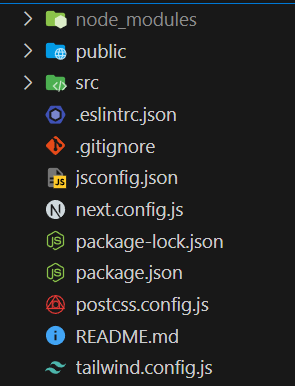 node_modules
public
src
.eslintrc.json
.gitignore
jsconfig.json
next.config.js
package-lock.json
package.json
postcss.config.js
README.md
tailwind.config.js